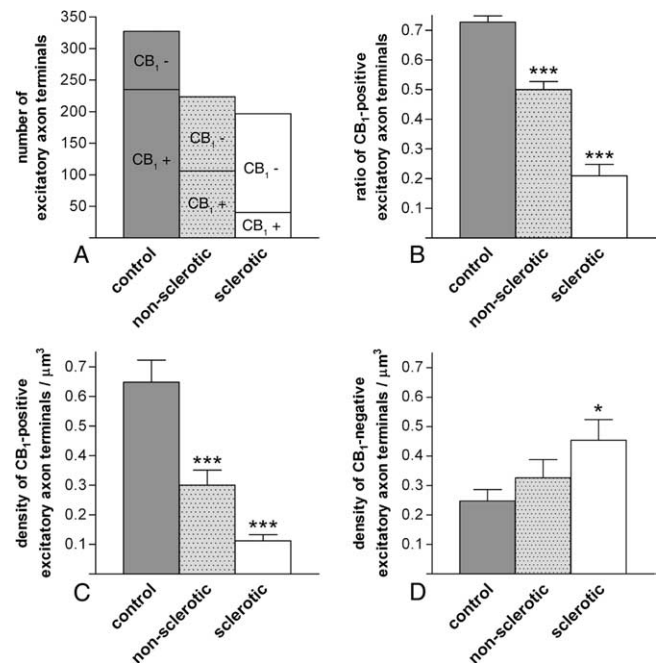 number of
excitatory axon terminals
350
300
250
200
150
100
50
CB1 -
CB1 +
CB1 -
CB1 +
CB1 -
CB1 +
A
control
non-sclerotic
sclerotic
ratio of CB1-positive
excitatory axon terminals
0.7
0.6
0.5
0.4
0.3
0.2
0.1
***
***
B
control
non-sclerotic
sclerotic
density of CB1-positive
excitatory axon terminals / µm³
0.7
0.6
0.5
0.4
0.3
0.2
0.1
***
***
C
control
non-sclerotic
sclerotic
density of CB1-negative
excitatory axon terminals / µm³
0.7
0.6
0.5
0.4
0.3
0.2
0.1
*
D
control
non-sclerotic
sclerotic